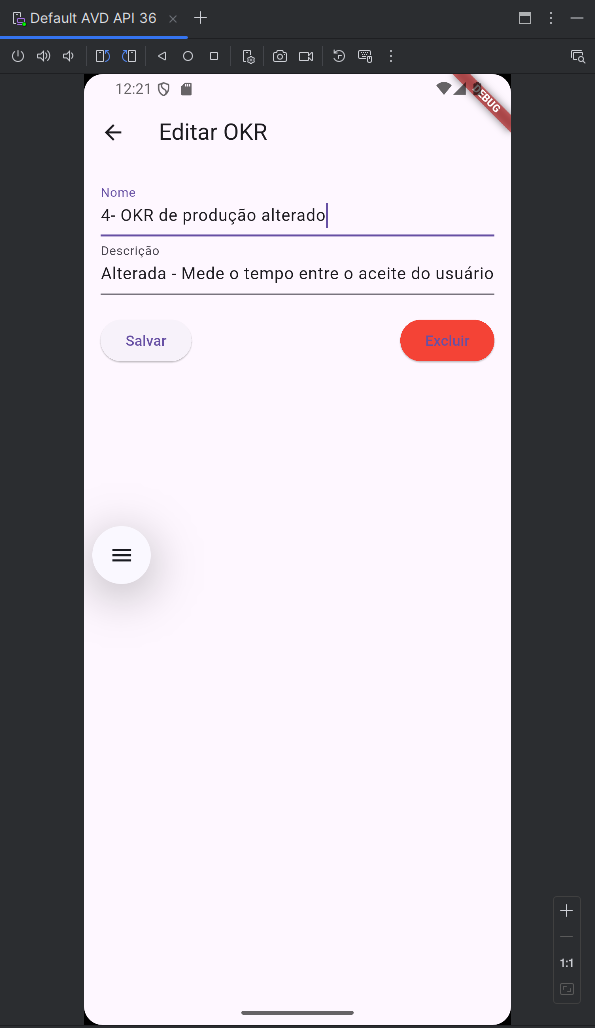 Default AVD API 36
12:21
DEBUG
Editar OKR
Nome
4- OKR de produção alterado
Descrição
Alterada - Mede o tempo entre o aceite do usuário
Salvar
Excluir
1:1